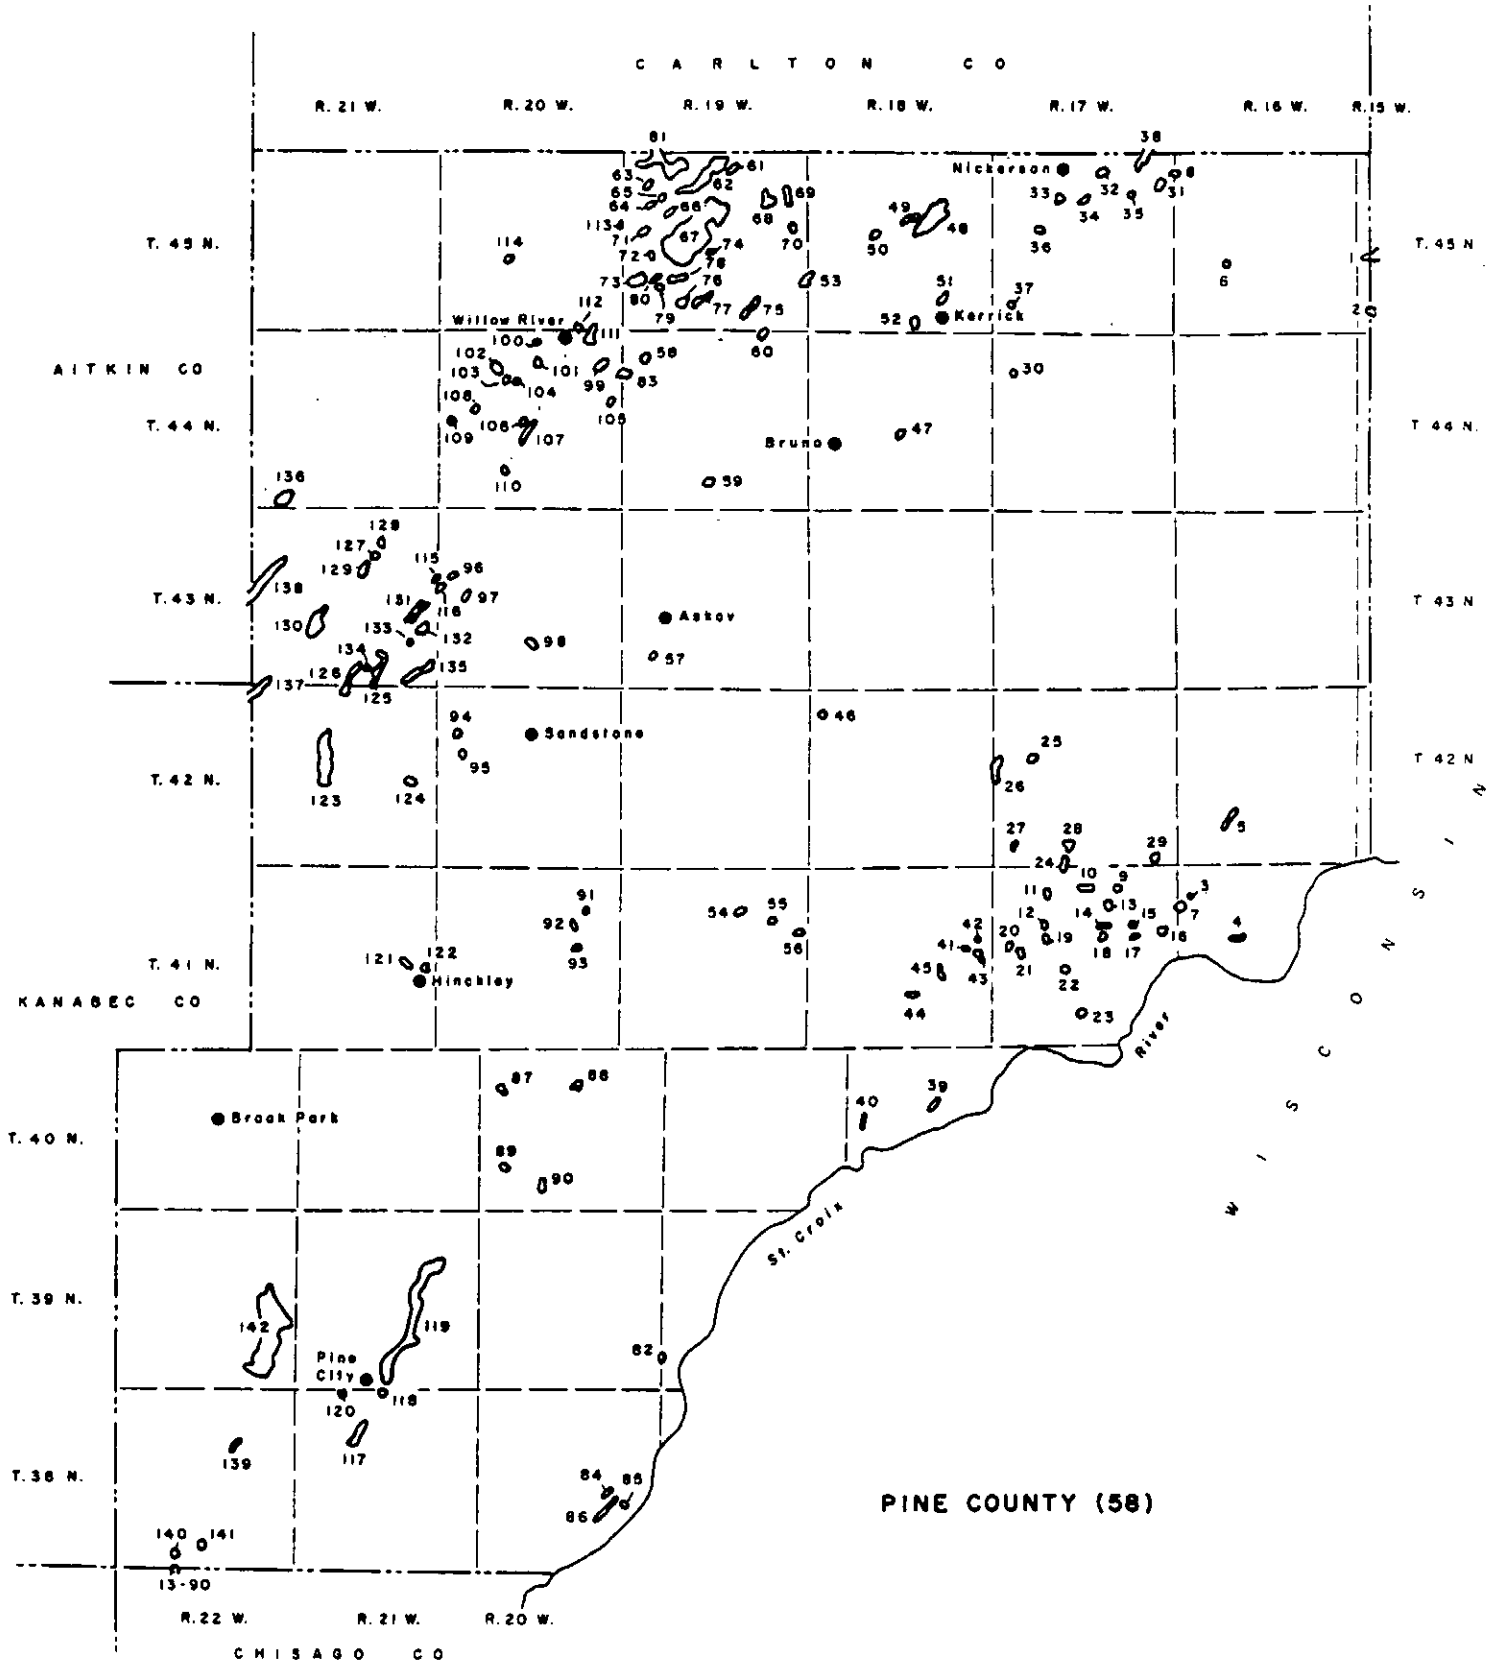 CARLTON CO
R. 21 W. R. 20 W. R. 19 W. R. 18 W. R. 17 W. R. 16 W. R. 15 W.
81 38
63 61 Nickerson 32 8
65 62 33 31
64 66 69 34 35
113 68 49 48
71 67 70 50 36
T. 45 N. 114 72 74 T. 45 N
73 78 53 6
80 76 51 37
79 77 75
112 2
Willow River 111 52 Kerrick
100 60
AITKIN CO 102 58 30
103 101 99 83
104
108 105
T. 44 N. 106 47 T 44 N.
109 107 Bruno
110 59
136
128
127
129 115 96
138 97
T. 43 N. 131 116 T 43 N
130 133 132 98 Askov
134 57
126 135
137 125
94 46
Sandstone
95 25
T. 42 N. 26 T 42 N
123 124
5
27 28 29
24
10 9 3
91 11 13 7
54 55 12 14 15
92 42 20 19 16 4
56 41 18 17
93 43 21
T. 41 N. 121 122 45 22
Hinckley
KANABEC CO 44 23
River
87 88 39
40
Brook Park
T. 40 N.
89
90
St. Croix
WISCONSIN
T. 39 N.
142 119
Pine
City 82
120 118
139 117
T. 38 N. 84 85
86
PINE COUNTY (58)
140 141
13-90
R. 22 W. R. 21 W. R. 20 W.
CHISAGO CO